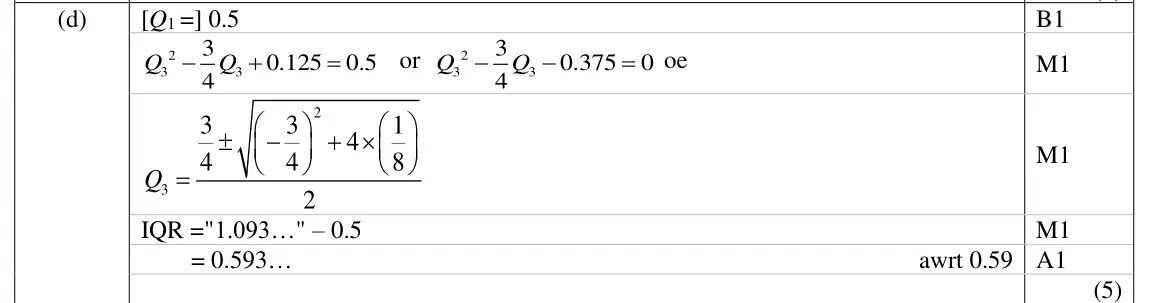 (d) [Q₁ =] 0.5 B1
Q₃² − 3/4 Q₃ + 0.125 = 0.5 or Q₃² − 3/4 Q₃ − 0.375 = 0 oe M1
Q₃ = (3/4 ± √((−3/4)² + 4×(1/8)))/2 M1
IQR ="1.093…" – 0.5 M1
= 0.593… awrt 0.59 A1
(5)